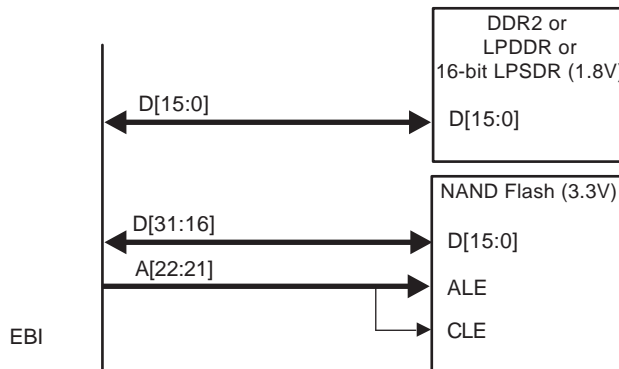 DDR2 or
LPDDR or
16-bit LPSDR (1.8V)
D[15:0]
D[15:0]
NAND Flash (3.3V)
D[31:16]
D[15:0]
A[22:21]
ALE
CLE
EBI